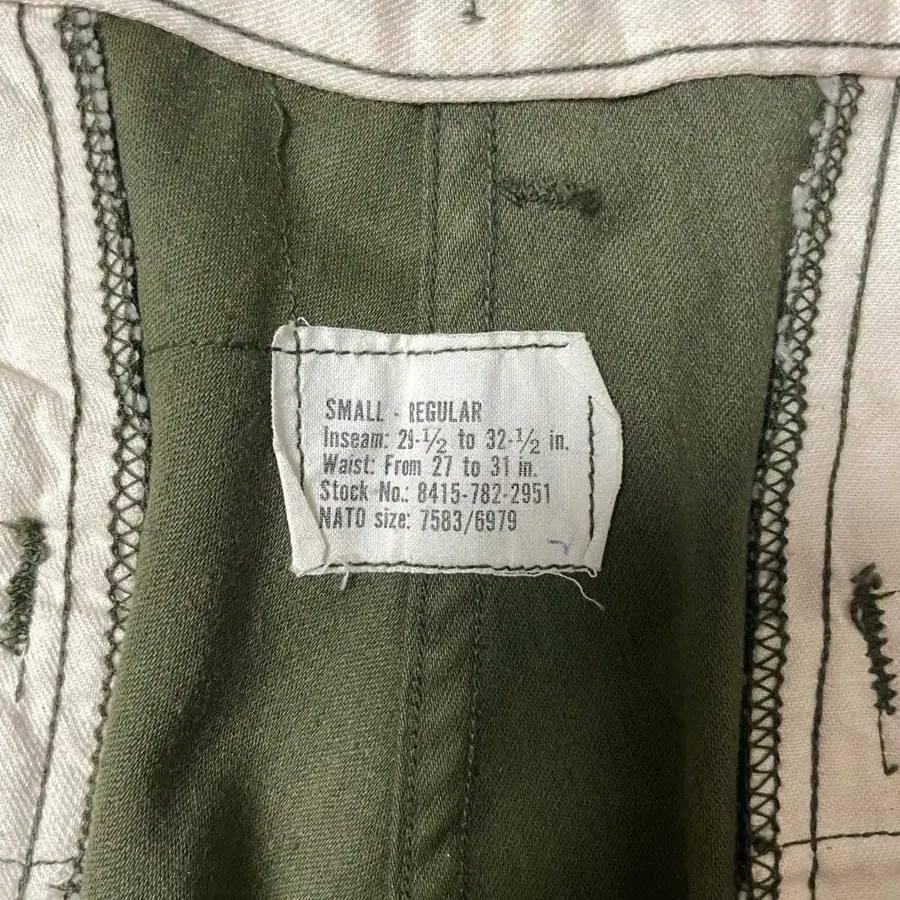 SMALL - REGULAR
Inseam: 29-1/2 to 32-1/2 in.
Waist: From 27 to 31 in.
Stock No.: 8415-782-2951
NATO size: 7583/6979